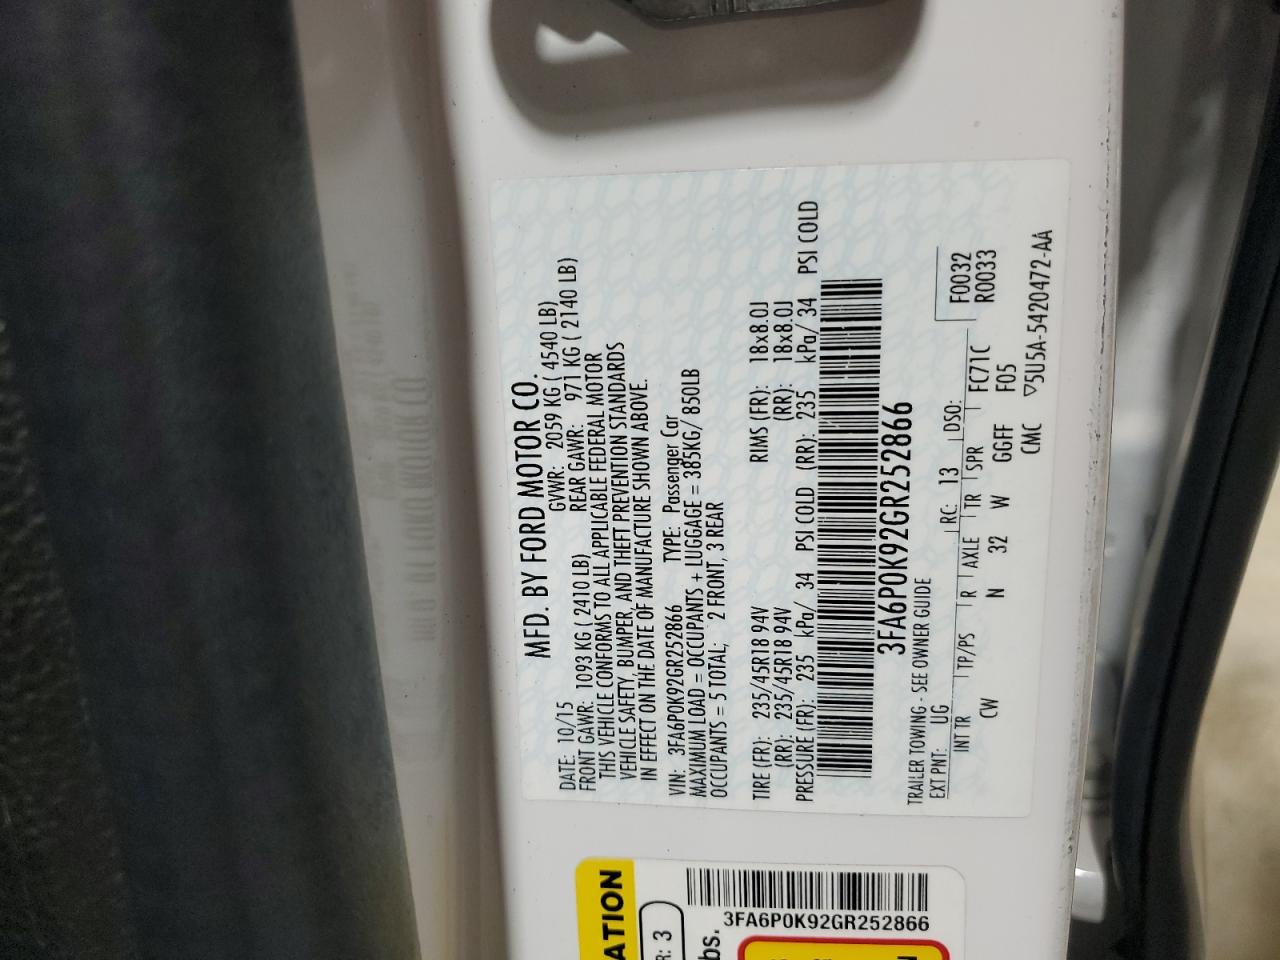 MFD. BY FORD MOTOR CO.
DATE: 10/15 GVWR: 2059 KG ( 4540 LB)
FRONT GAWR: 1093 KG ( 2410 LB) REAR GAWR: 971 KG ( 2140 LB)
THIS VEHICLE CONFORMS TO ALL APPLICABLE FEDERAL MOTOR
VEHICLE SAFETY, BUMPER, AND THEFT PREVENTION STANDARDS
IN EFFECT ON THE DATE OF MANUFACTURE SHOWN ABOVE.
VIN: 3FA6P0K92GR252866 TYPE: Passenger Car
MAXIMUM LOAD = OCCUPANTS + LUGGAGE = 385KG/ 850LB
OCCUPANTS = 5 TOTAL; 2 FRONT, 3 REAR
TIRE (FR): 235/45R18 94V RIMS (FR): 18x8.0J
(RR): 235/45R18 94V (RR): 18x8.0J
PRESSURE (FR): 235 kPa/ 34 PSI COLD (RR): 235 kPa/ 34 PSI COLD
3FA6P0K92GR252866
TRAILER TOWING - SEE OWNER GUIDE
EXT PNT: UG RC: 13 DSO: F0032
R0033
INT TR TP/PS R AXLE TR SPR FC71C
CW N 32 W GGFF F05
CMC ▽5U5A-5420472-AA
ATION
R: 3
3FA6P0K92GR252866
bs.